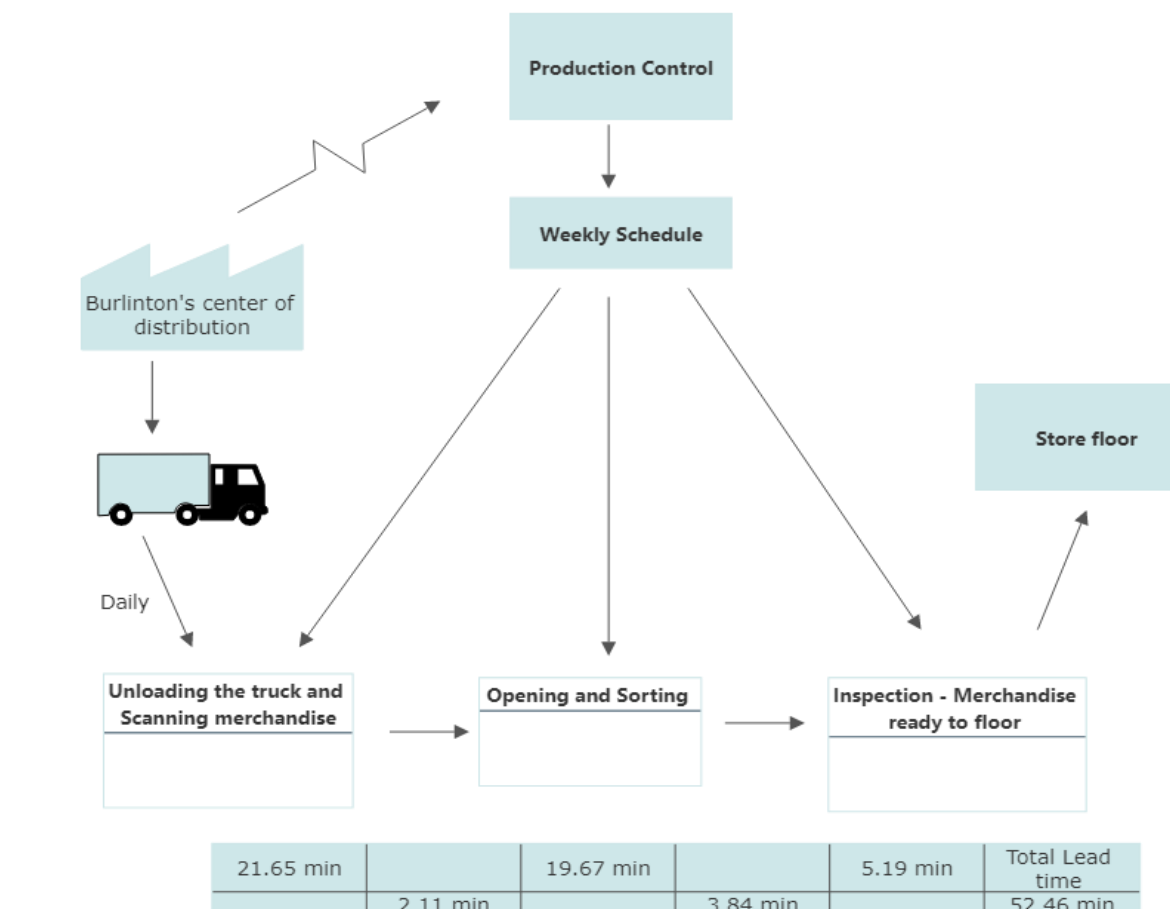 Production Control
Weekly Schedule
Burlinton's center of
distribution
Store floor
Daily
Unloading the truck and
Scanning merchandise
Opening and Sorting
Inspection - Merchandise
ready to floor
21.65 min
19.67 min
5.19 min
Total Lead
time
2.11 min
3.84 min
52.46 min